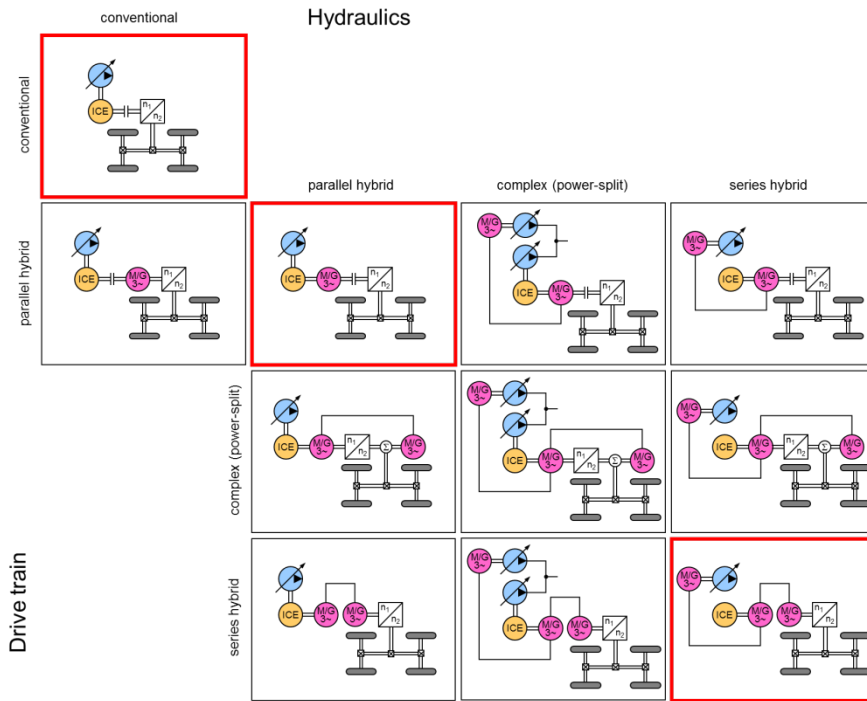 Hydraulics
conventional
conventional
ICE
n1
n2
parallel hybrid
complex (power-split)
series hybrid
parallel hybrid
ICE
M/G
3~
n1
n2
ICE
M/G
3~
n1
n2
M/G
3~
ICE
M/G
3~
n1
n2
M/G
3~
ICE
M/G
3~
n1
n2
complex (power-split)
ICE
M/G
3~
n1
n2
Σ
M/G
3~
M/G
3~
ICE
M/G
3~
n1
n2
Σ
M/G
3~
M/G
3~
ICE
M/G
3~
n1
n2
Σ
M/G
3~
Drive train
series hybrid
ICE
M/G
3~
M/G
3~
n1
n2
M/G
3~
ICE
M/G
3~
M/G
3~
n1
n2
M/G
3~
ICE
M/G
3~
M/G
3~
n1
n2